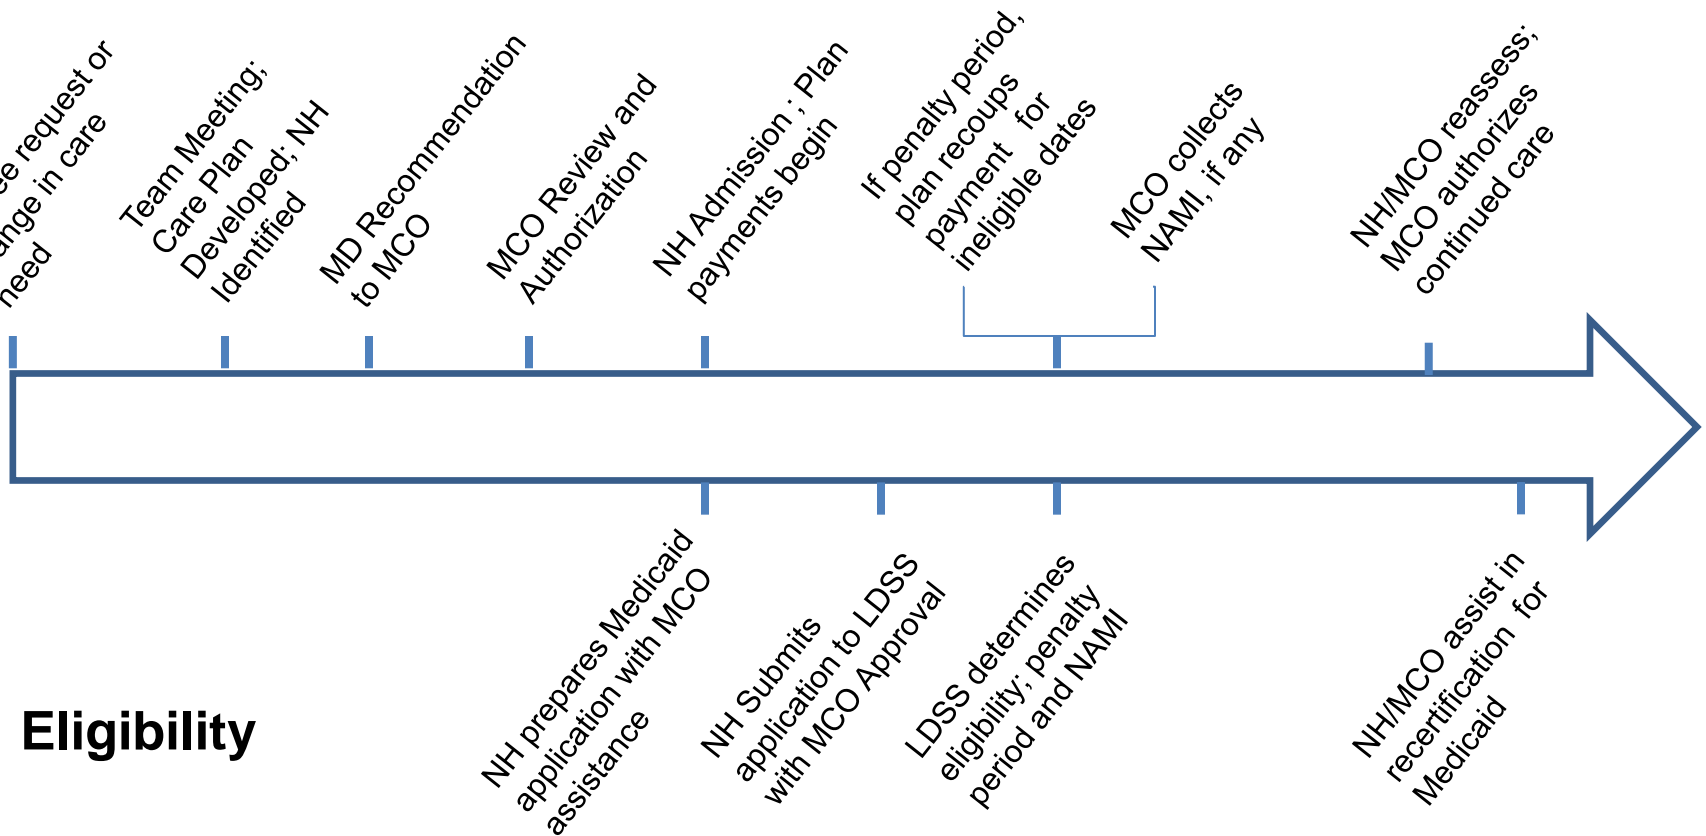 request or
in care
need
Team Meeting;
Care Plan
Developed; NH
Identified
MD Recommendation
to MCO
MCO Review and
Authorization
NH Admission ; Plan
payments begin
If penalty period,
plan recoups
payment for
ineligible dates
MCO collects
NAMI, if any
NH/MCO reassess;
MCO authorizes
continued care
NH prepares Medicaid
application with MCO
assistance
NH Submits
application to LDSS
with MCO Approval
LDSS determines
eligibility; penalty
period and NAMI
NH/MCO assist in
recertification for
Medicaid
Eligibility